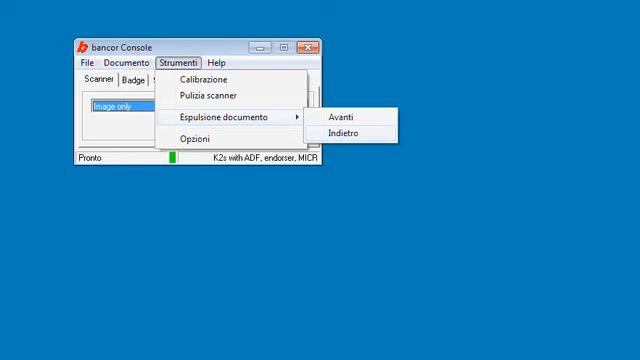 bancor Console
File Documento Strumenti Help
Scanner Badge
Calibrazione
Image only
Pulizia scanner
Espulsione documento
Avanti
Indietro
Opzioni
Pronto K2s with ADF, endorser, MICR